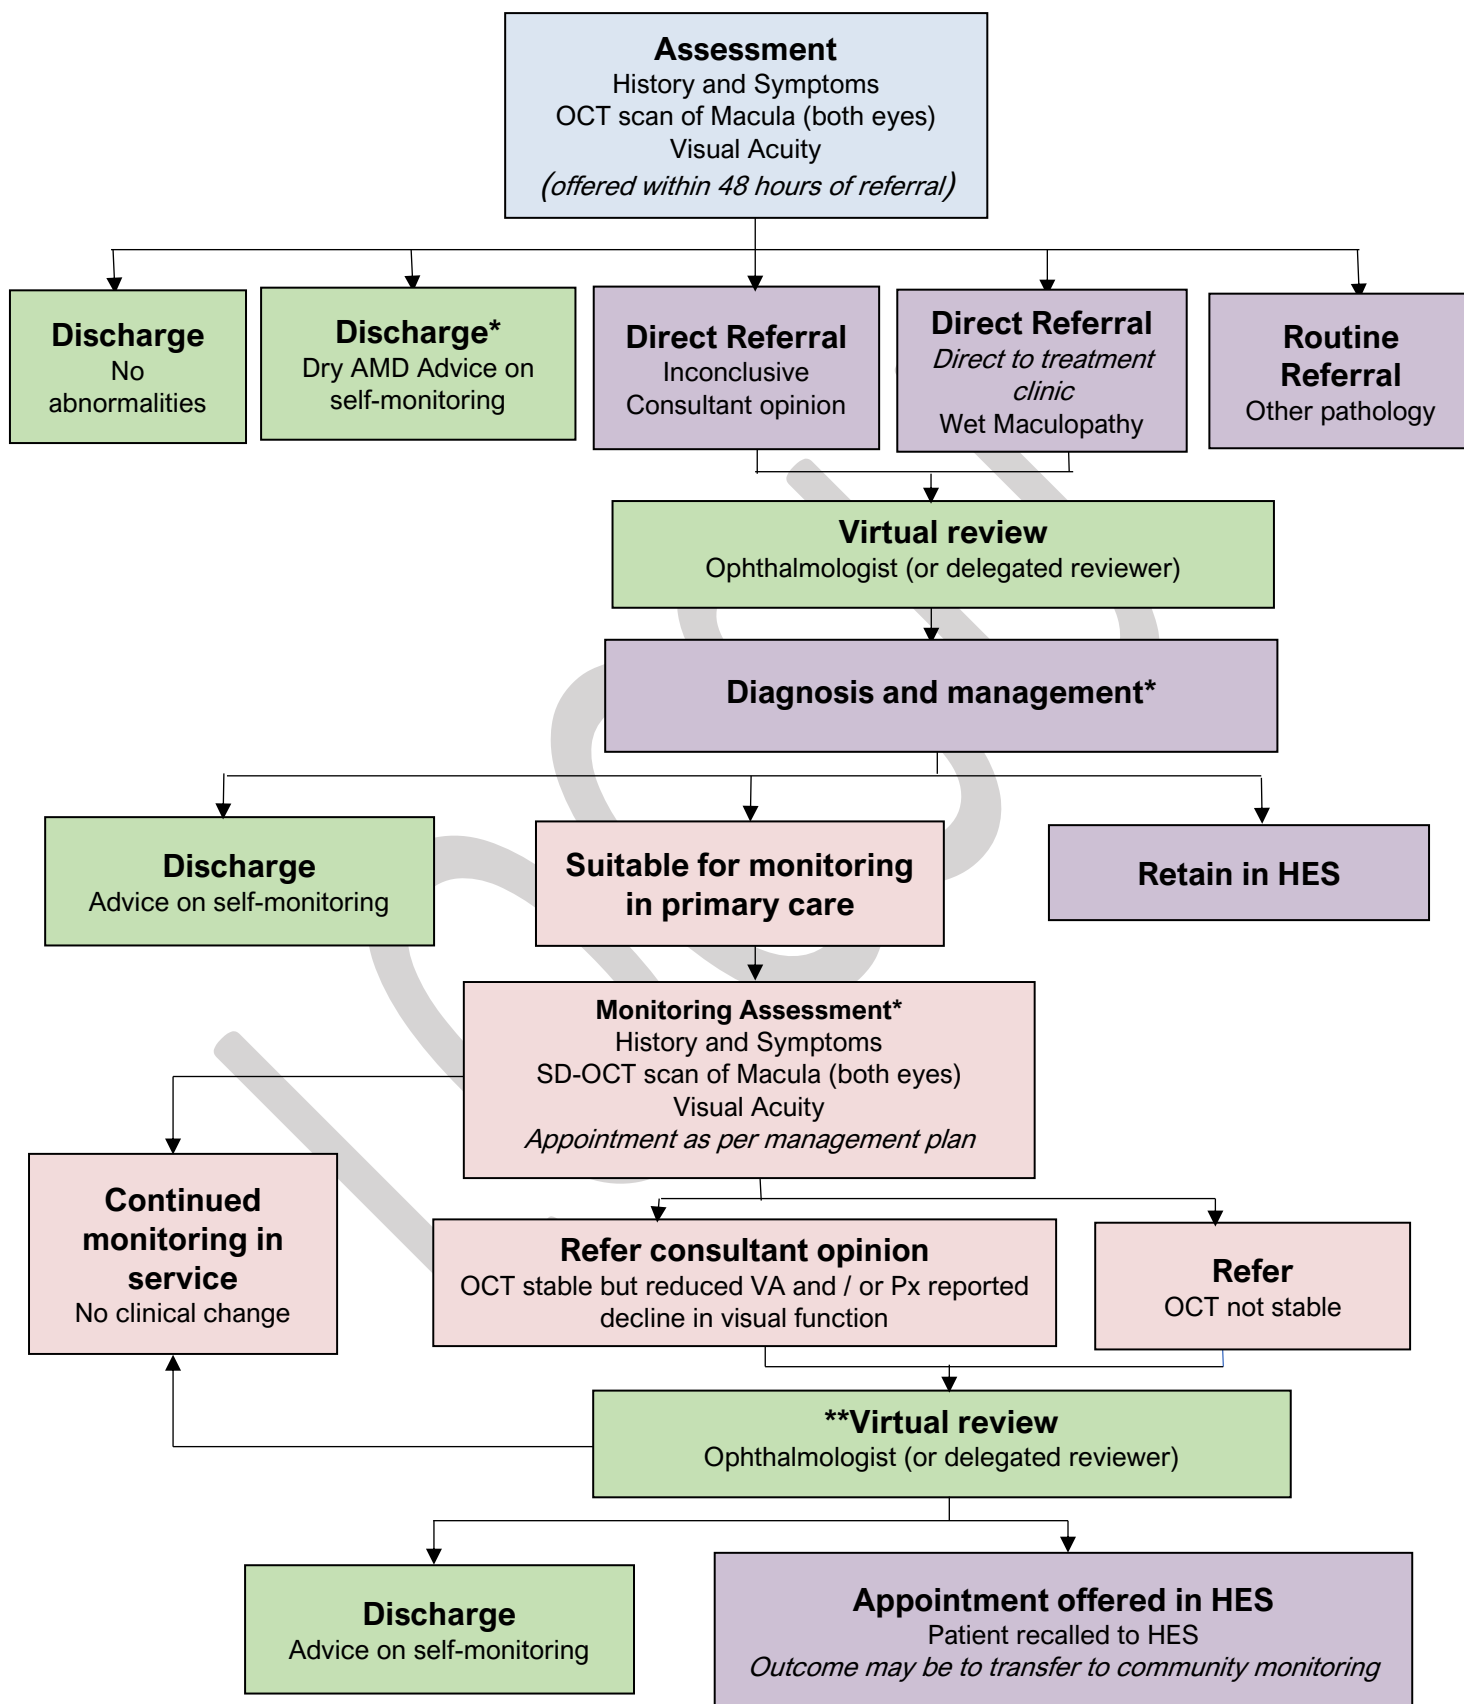 Assessment
History and Symptoms
OCT scan of Macula (both eyes)
Visual Acuity
(offered within 48 hours of referral)
Discharge
No
abnormalities
Discharge*
Dry AMD Advice on
self-monitoring
Direct Referral
Inconclusive
Consultant opinion
Direct Referral
Direct to treatment
clinic
Wet Maculopathy
Routine
Referral
Other pathology
Virtual review
Ophthalmologist (or delegated reviewer)
Diagnosis and management*
Discharge
Advice on self-monitoring
Suitable for monitoring
in primary care
Retain in HES
Monitoring Assessment*
History and Symptoms
SD-OCT scan of Macula (both eyes)
Visual Acuity
Appointment as per management plan
Continued
monitoring in
service
No clinical change
Refer consultant opinion
OCT stable but reduced VA and / or Px reported
decline in visual function
Refer
OCT not stable
**Virtual review
Ophthalmologist (or delegated reviewer)
Discharge
Advice on self-monitoring
Appointment offered in HES
Patient recalled to HES
Outcome may be to transfer to community monitoring